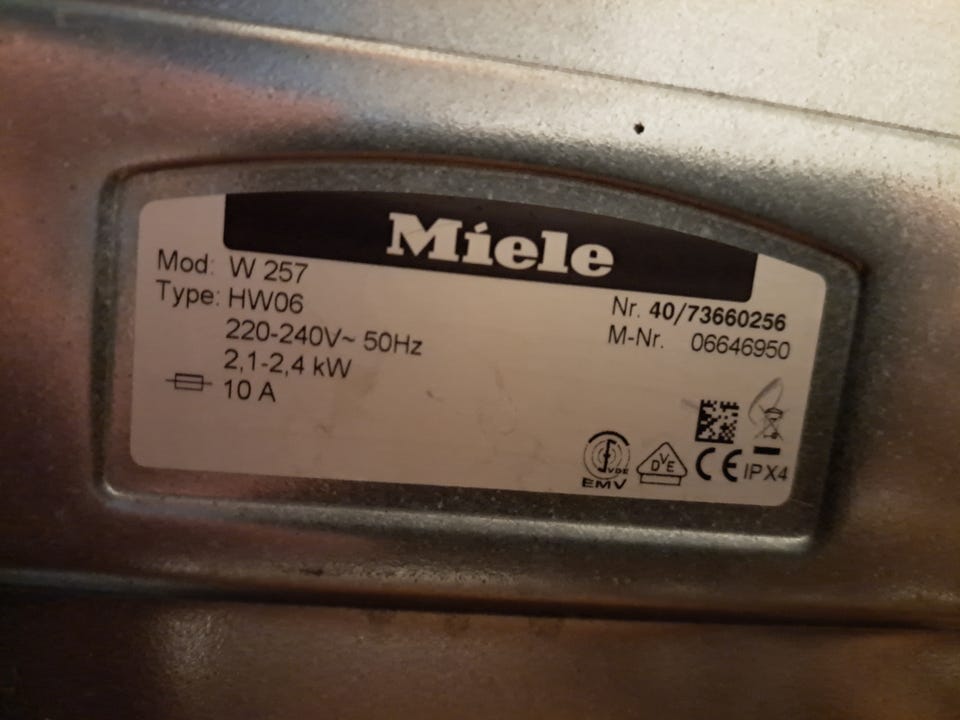 Miele
Mod: W 257
Type: HW06
220-240V~ 50Hz
2,1-2,4 kW
10 A
Nr. 40/73660256
M-Nr. 06646950
VDE
EMV
DVE
CE
IPX4